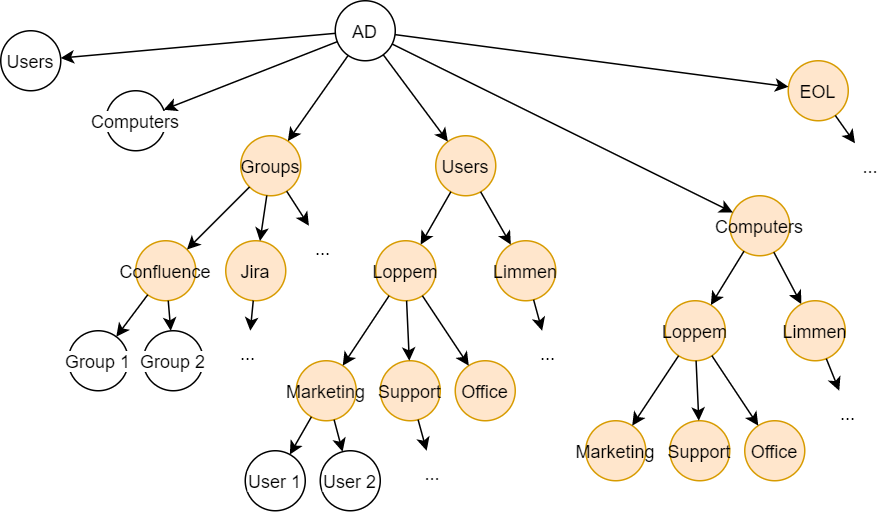 AD
Users
Computers
EOL
Groups
Users
...
Computers
...
Confluence
Jira
Loppem
Limmen
Loppem
Limmen
Group 1
Group 2
...
...
Marketing
Support
Office
...
Marketing
Support
Office
User 1
User 2
...